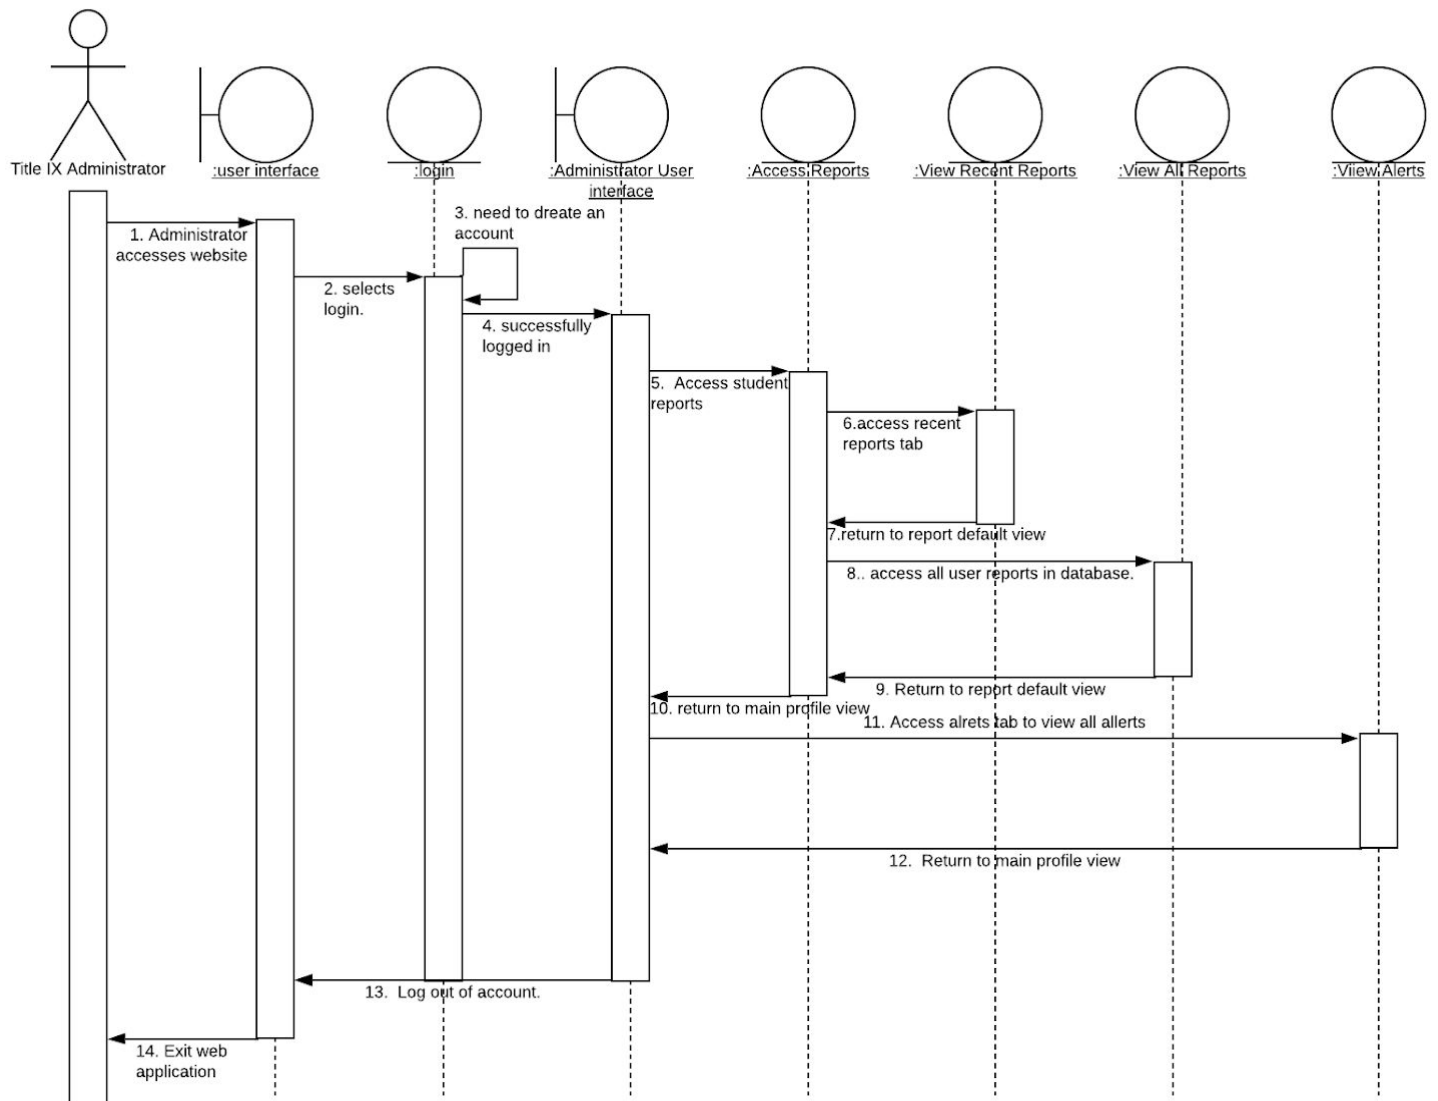 Title IX Administrator
:user interface
:login
:Administrator User
interface
:Access Reports
:View Recent Reports
:View All Reports
:Viiew Alerts
1. Administrator
accesses website
2. selects
login.
3. need to dreate an
account
4. successfully
logged in
5. Access student
reports
6.access recent
reports tab
7.return to report default view
8.. access all user reports in database.
9. Return to report default view
10. return to main profile view
11. Access alrets tab to view all allerts
12. Return to main profile view
13. Log out of account.
14. Exit web
application